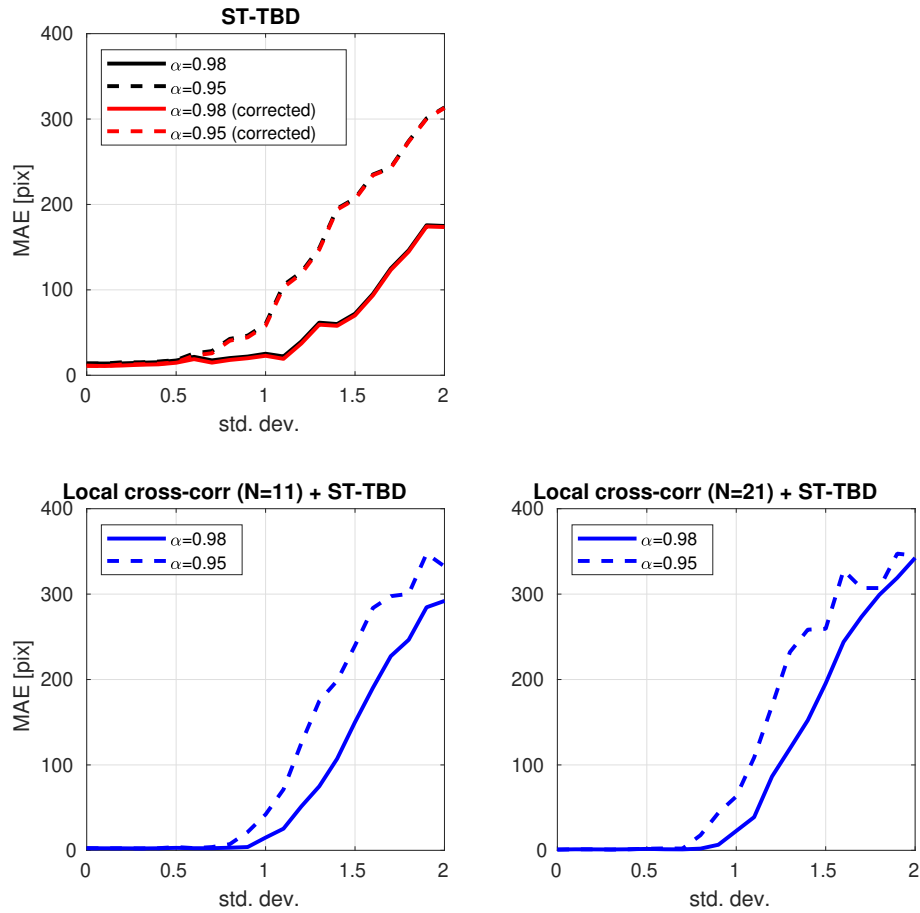 ST-TBD
400
300
200
100
0
MAE [pix]
α=0.98
α=0.95
α=0.98 (corrected)
α=0.95 (corrected)
0 0.5 1 1.5 2
std. dev.
Local cross-corr (N=11) + ST-TBD
400
300
200
100
0
MAE [pix]
α=0.98
α=0.95
0 0.5 1 1.5 2
std. dev.
Local cross-corr (N=21) + ST-TBD
400
300
200
100
0
α=0.98
α=0.95
0 0.5 1 1.5 2
std. dev.